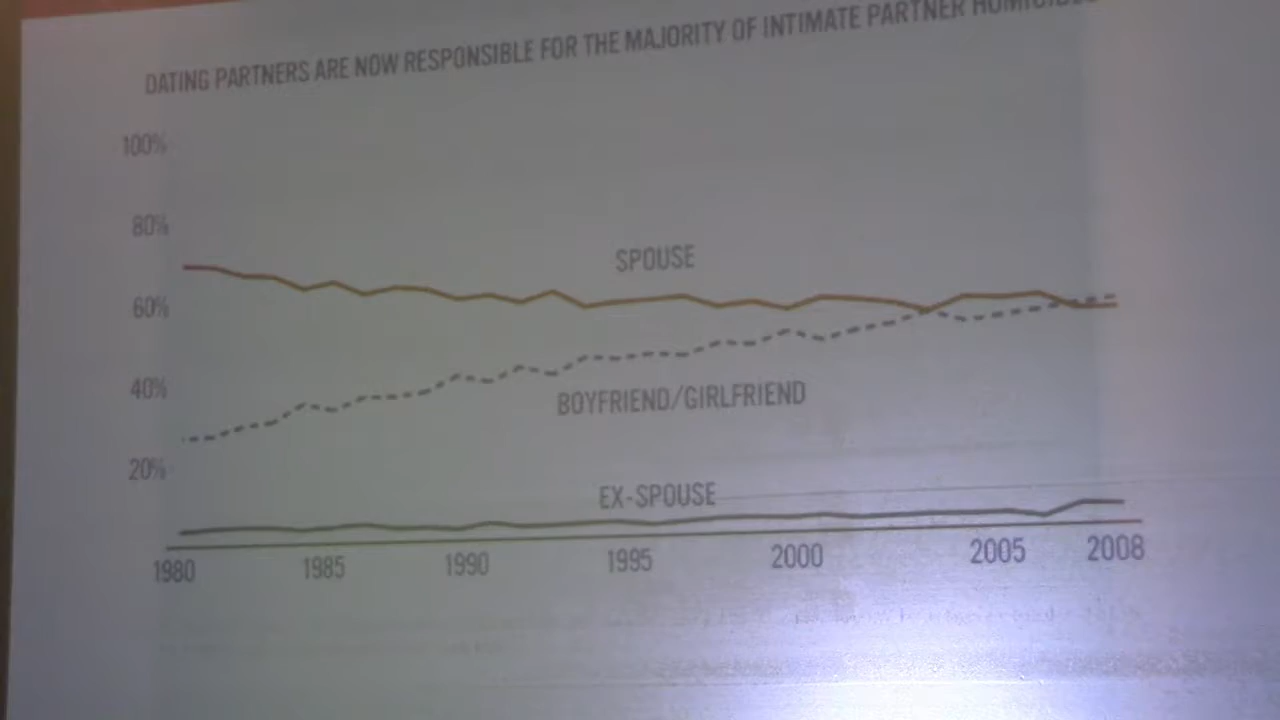 DATING PARTNERS ARE NOW RESPONSIBLE FOR THE MAJORITY OF INTIMATE PARTNER
100%
80%
SPOUSE
60%
40%
BOYFRIEND/GIRLFRIEND
20%
EX-SPOUSE
1980 1985 1990 1995 2000 2005 2008